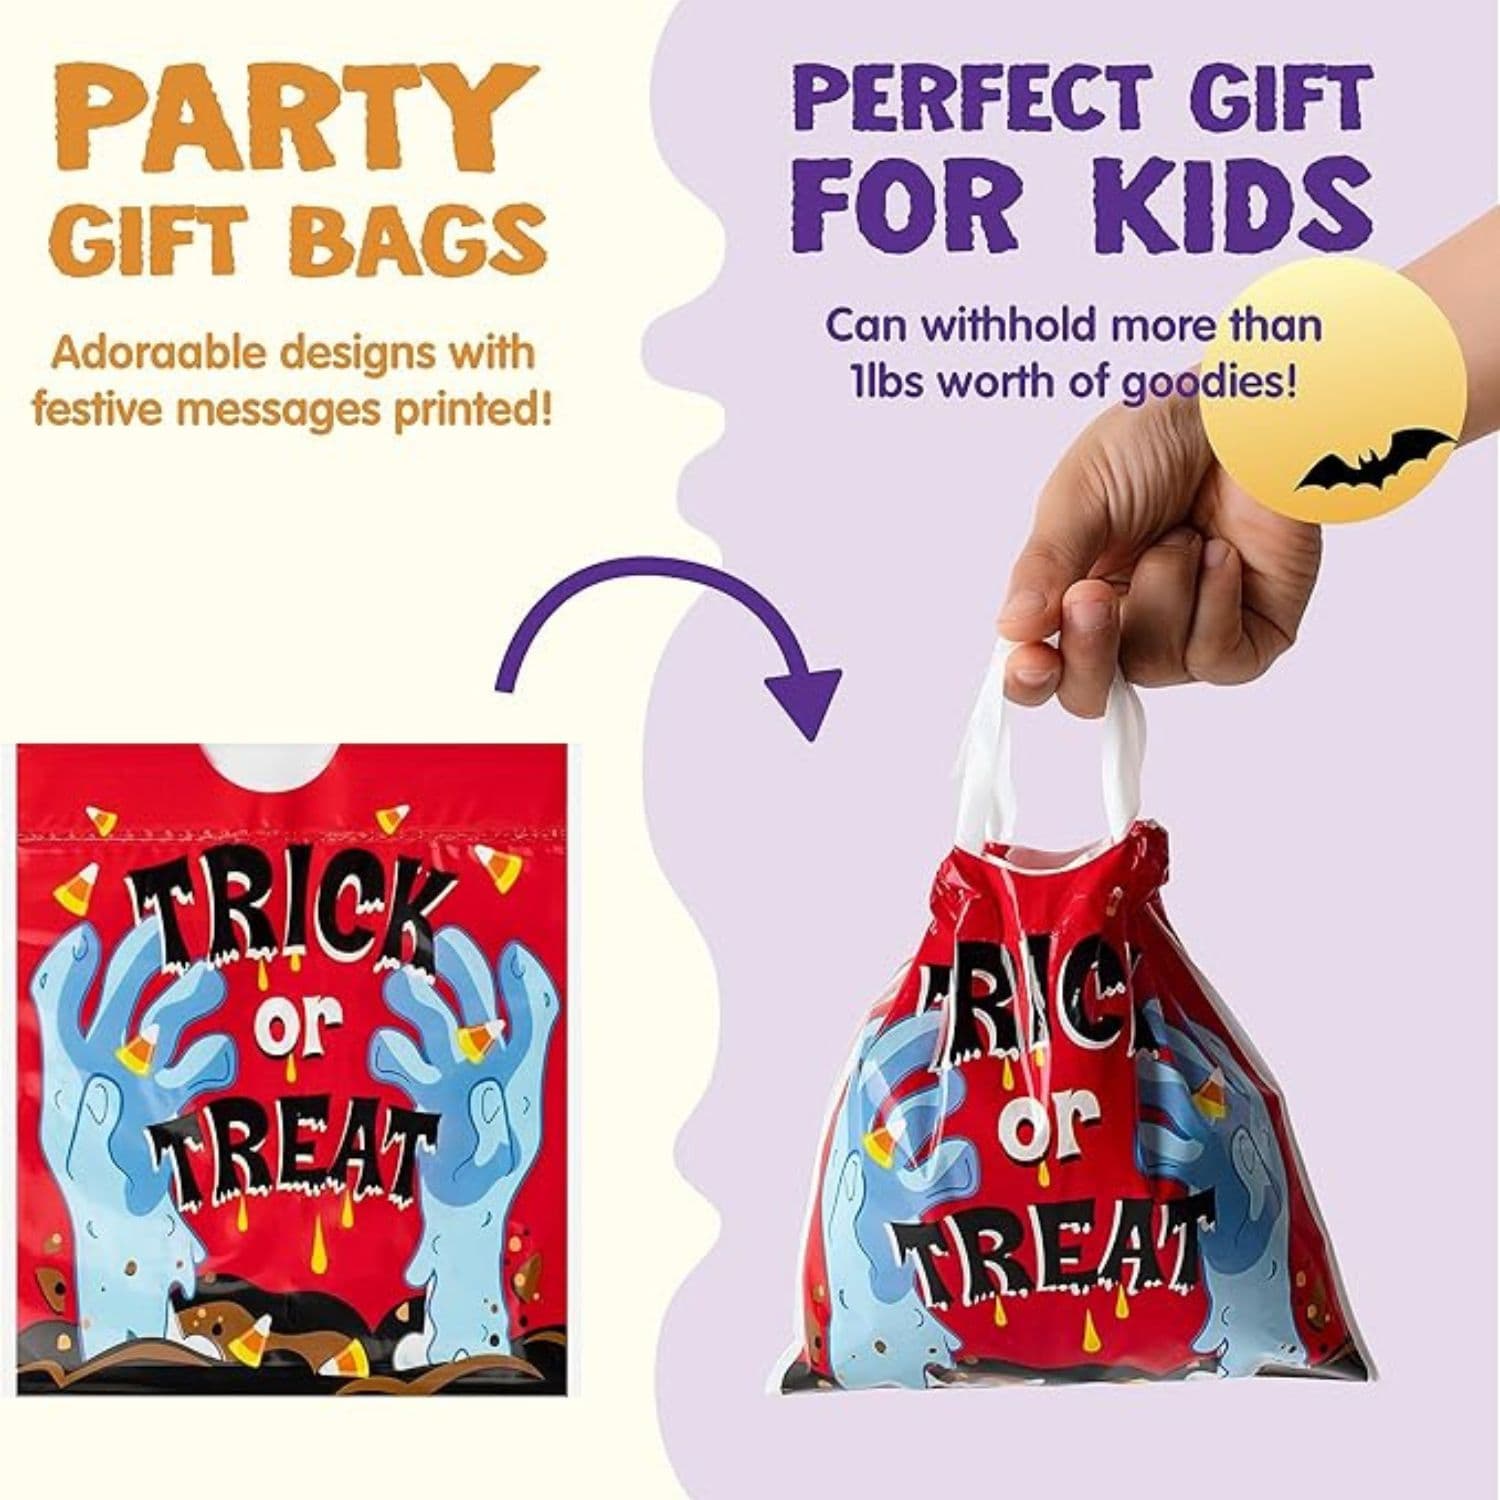 PARTY
GIFT BAGS
Adoraable designs with
festive messages printed!
PERFECT GIFT
FOR KIDS
Can withhold more than
1lbs worth of goodies!
TRICK
or
TREAT
TRICK
or
TREAT